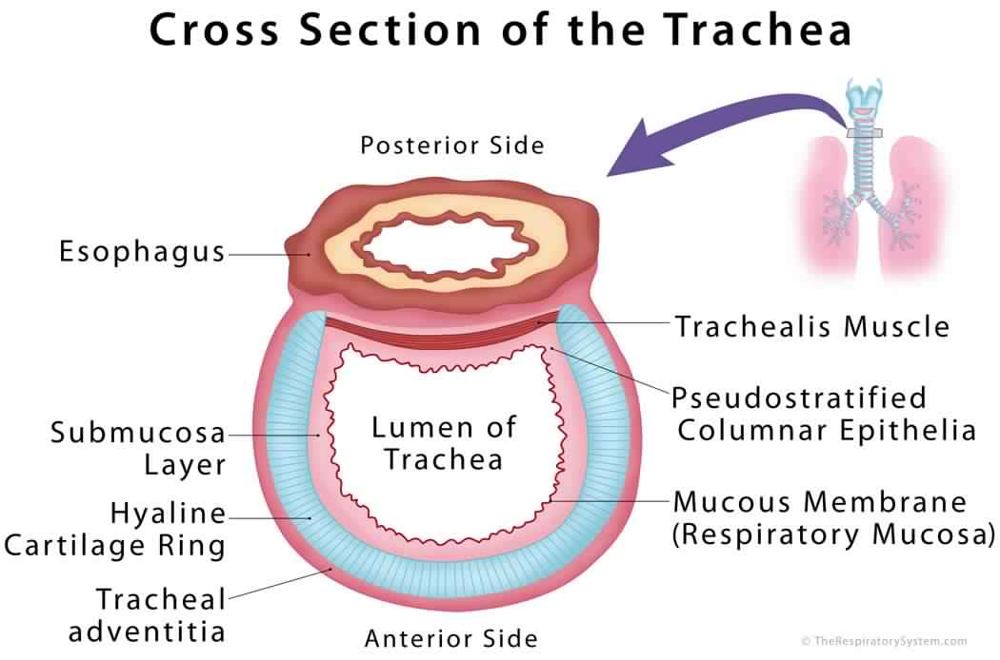 Cross Section of the Trachea
Posterior Side
Esophagus
Trachealis Muscle
Pseudostratified
Columnar Epithelia
Lumen of
Trachea
Submucosa
Layer
Mucous Membrane
(Respiratory Mucosa)
Hyaline
Cartilage Ring
Tracheal
adventitia
Anterior Side
© TheRespiratorySystem.com